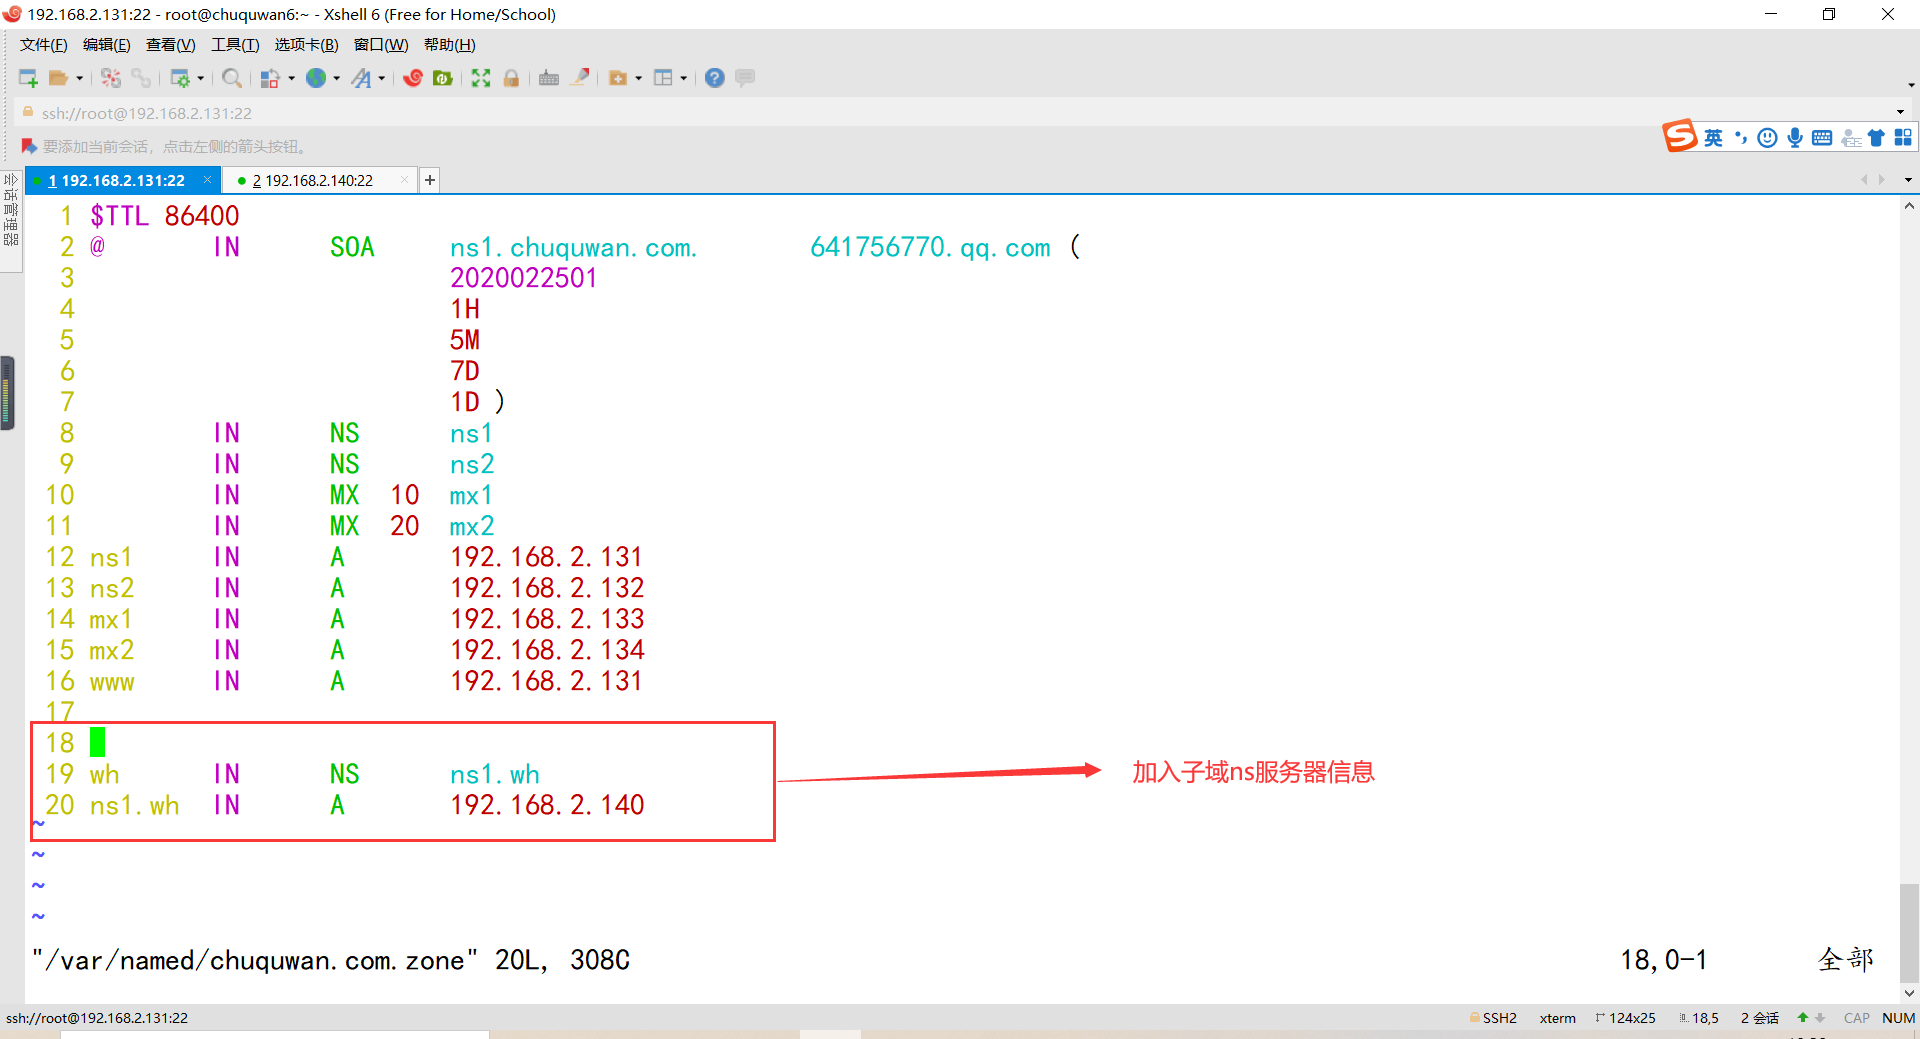 192.168.2.131:22 - root@chuquwan6:~ - Xshell 6 (Free for Home/School)
文件(F) 编辑(E) 查看(V) 工具(T) 选项卡(B) 窗口(W) 帮助(H)
ssh://root@192.168.2.131:22
要添加当前会话，点击左侧的箭头按钮。
英
会话管理器
1 192.168.2.131:22 × 2 192.168.2.140:22 × +
1 $TTL 86400
2 @ IN SOA ns1.chuquwan.com. 641756770.qq.com (
3 2020022501
4 1H
5 5M
6 7D
7 1D )
8 IN NS ns1
9 IN NS ns2
10 IN MX 10 mx1
11 IN MX 20 mx2
12 ns1 IN A 192.168.2.131
13 ns2 IN A 192.168.2.132
14 mx1 IN A 192.168.2.133
15 mx2 IN A 192.168.2.134
16 www IN A 192.168.2.131
17
18
19 wh IN NS ns1.wh
20 ns1.wh IN A 192.168.2.140
加入子域ns服务器信息
~
~
~
~
"/var/named/chuquwan.com.zone" 20L, 308C 18,0-1 全部
ssh://root@192.168.2.131:22 SSH2 xterm 124x25 18,5 2 会话 CAP NUM